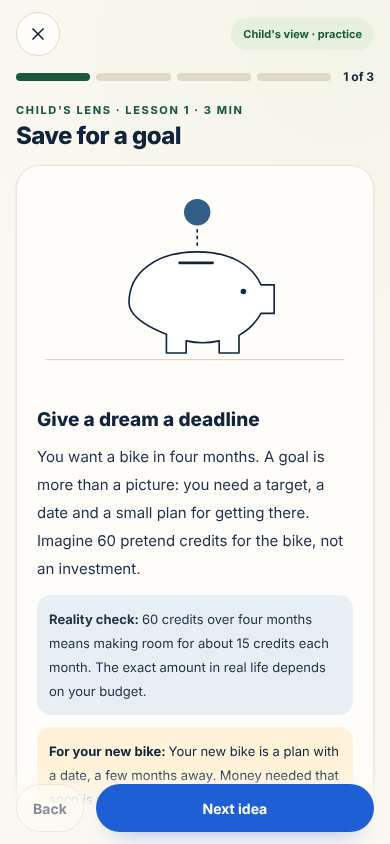 Child's view · practice
1 of 3
CHILD'S LENS · LESSON 1 · 3 MIN
Save for a goal
Give a dream a deadline
You want a bike in four months. A goal is
more than a picture: you need a target, a
date and a small plan for getting there.
Imagine 60 pretend credits for the bike, not
an investment.
Reality check: 60 credits over four months
means making room for about 15 credits each
month. The exact amount in real life depends
on your budget.
For your new bike: Your new bike is a plan with
a date, a few months away. Money needed that
soon is
Back
Next idea